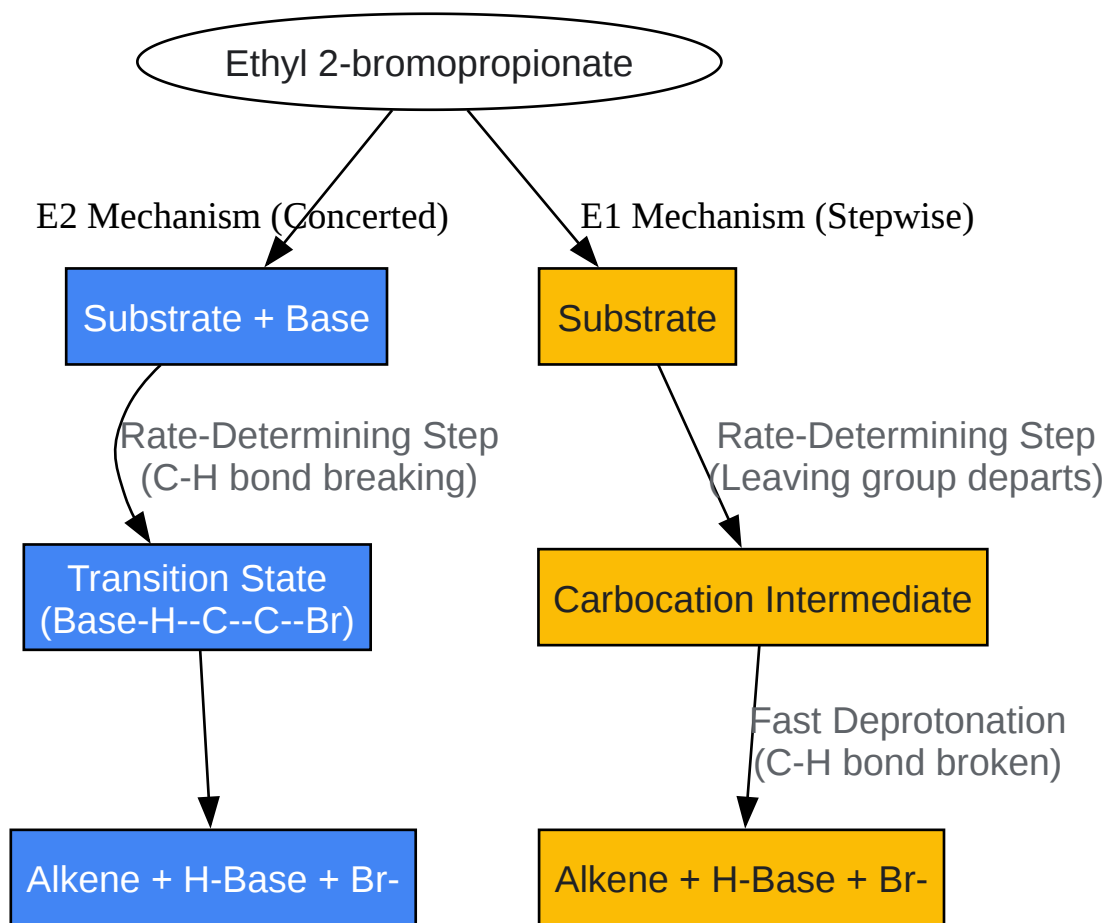 Ethyl 2-bromopropionate
E2 Mechanism (Concerted)
E1 Mechanism (Stepwise)
Substrate + Base
Substrate
Rate-Determining Step
(C-H bond breaking)
Rate-Determining Step
(Leaving group departs)
Transition State
(Base-H--C--C--Br)
Carbocation Intermediate
Fast Deprotonation
(C-H bond broken)
Alkene + H-Base + Br-
Alkene + H-Base + Br-